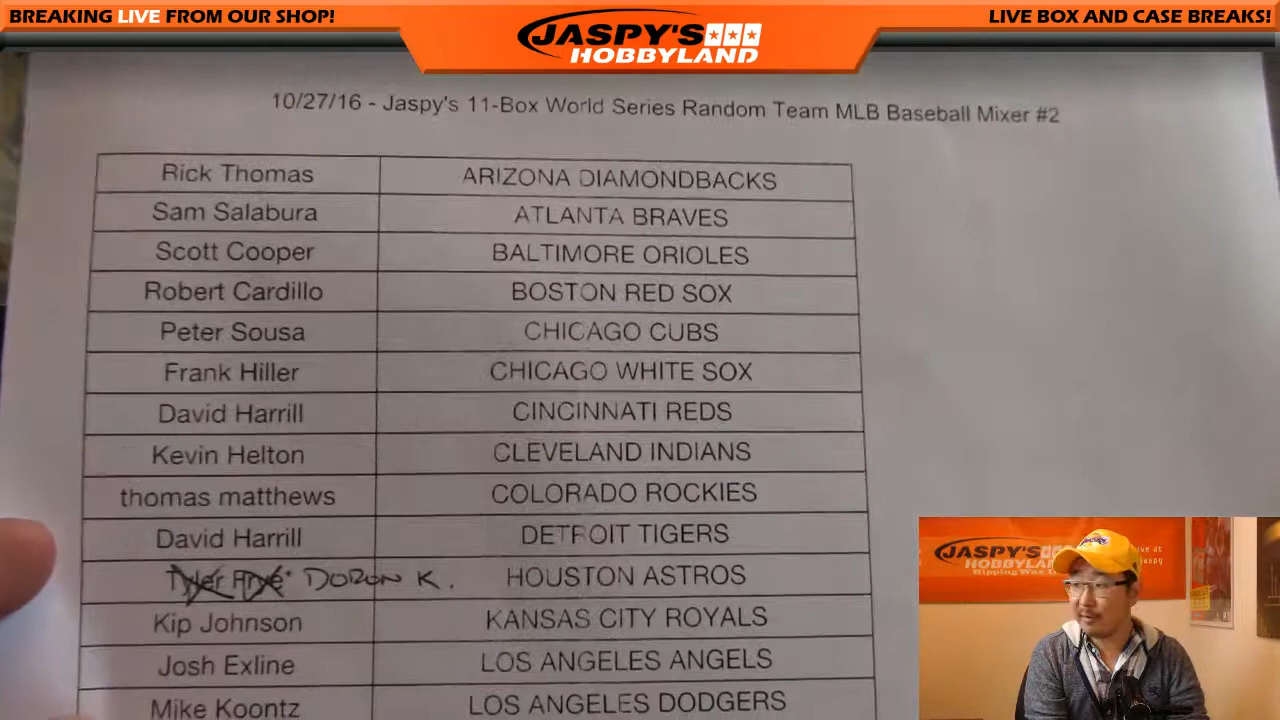 BREAKING LIVE FROM OUR SHOP!
JASPY'S
HOBBYLAND
LIVE BOX AND CASE BREAKS!
10/27/16 - Jaspy's 11-Box World Series Random Team MLB Baseball Mixer #2
Rick Thomas ARIZONA DIAMONDBACKS
Sam Salabura ATLANTA BRAVES
Scott Cooper BALTIMORE ORIOLES
Robert Cardillo BOSTON RED SOX
Peter Sousa CHICAGO CUBS
Frank Hiller CHICAGO WHITE SOX
David Harrill CINCINNATI REDS
Kevin Helton CLEVELAND INDIANS
thomas matthews COLORADO ROCKIES
David Harrill DETROIT TIGERS
Tyler Frye DORON K. HOUSTON ASTROS
Kip Johnson KANSAS CITY ROYALS
Josh Exline LOS ANGELES ANGELS
Mike Koontz LOS ANGELES DODGERS
JASPY'S
Ripping Wax